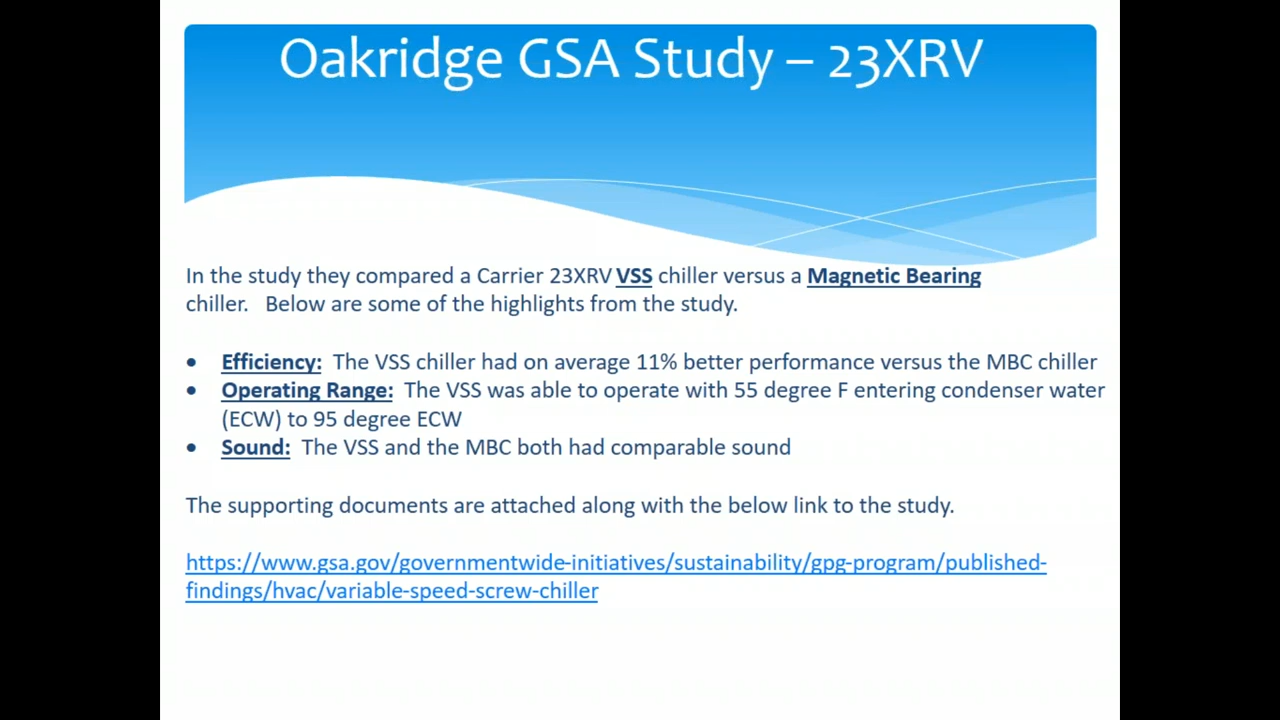 Oakridge GSA Study – 23XRV
In the study they compared a Carrier 23XRV VSS chiller versus a Magnetic Bearing
chiller.   Below are some of the highlights from the study.
• Efficiency:  The VSS chiller had on average 11% better performance versus the MBC chiller
• Operating Range:  The VSS was able to operate with 55 degree F entering condenser water
(ECW) to 95 degree ECW
• Sound:  The VSS and the MBC both had comparable sound
The supporting documents are attached along with the below link to the study.
https://www.gsa.gov/governmentwide-initiatives/sustainability/gpg-program/published-
findings/hvac/variable-speed-screw-chiller